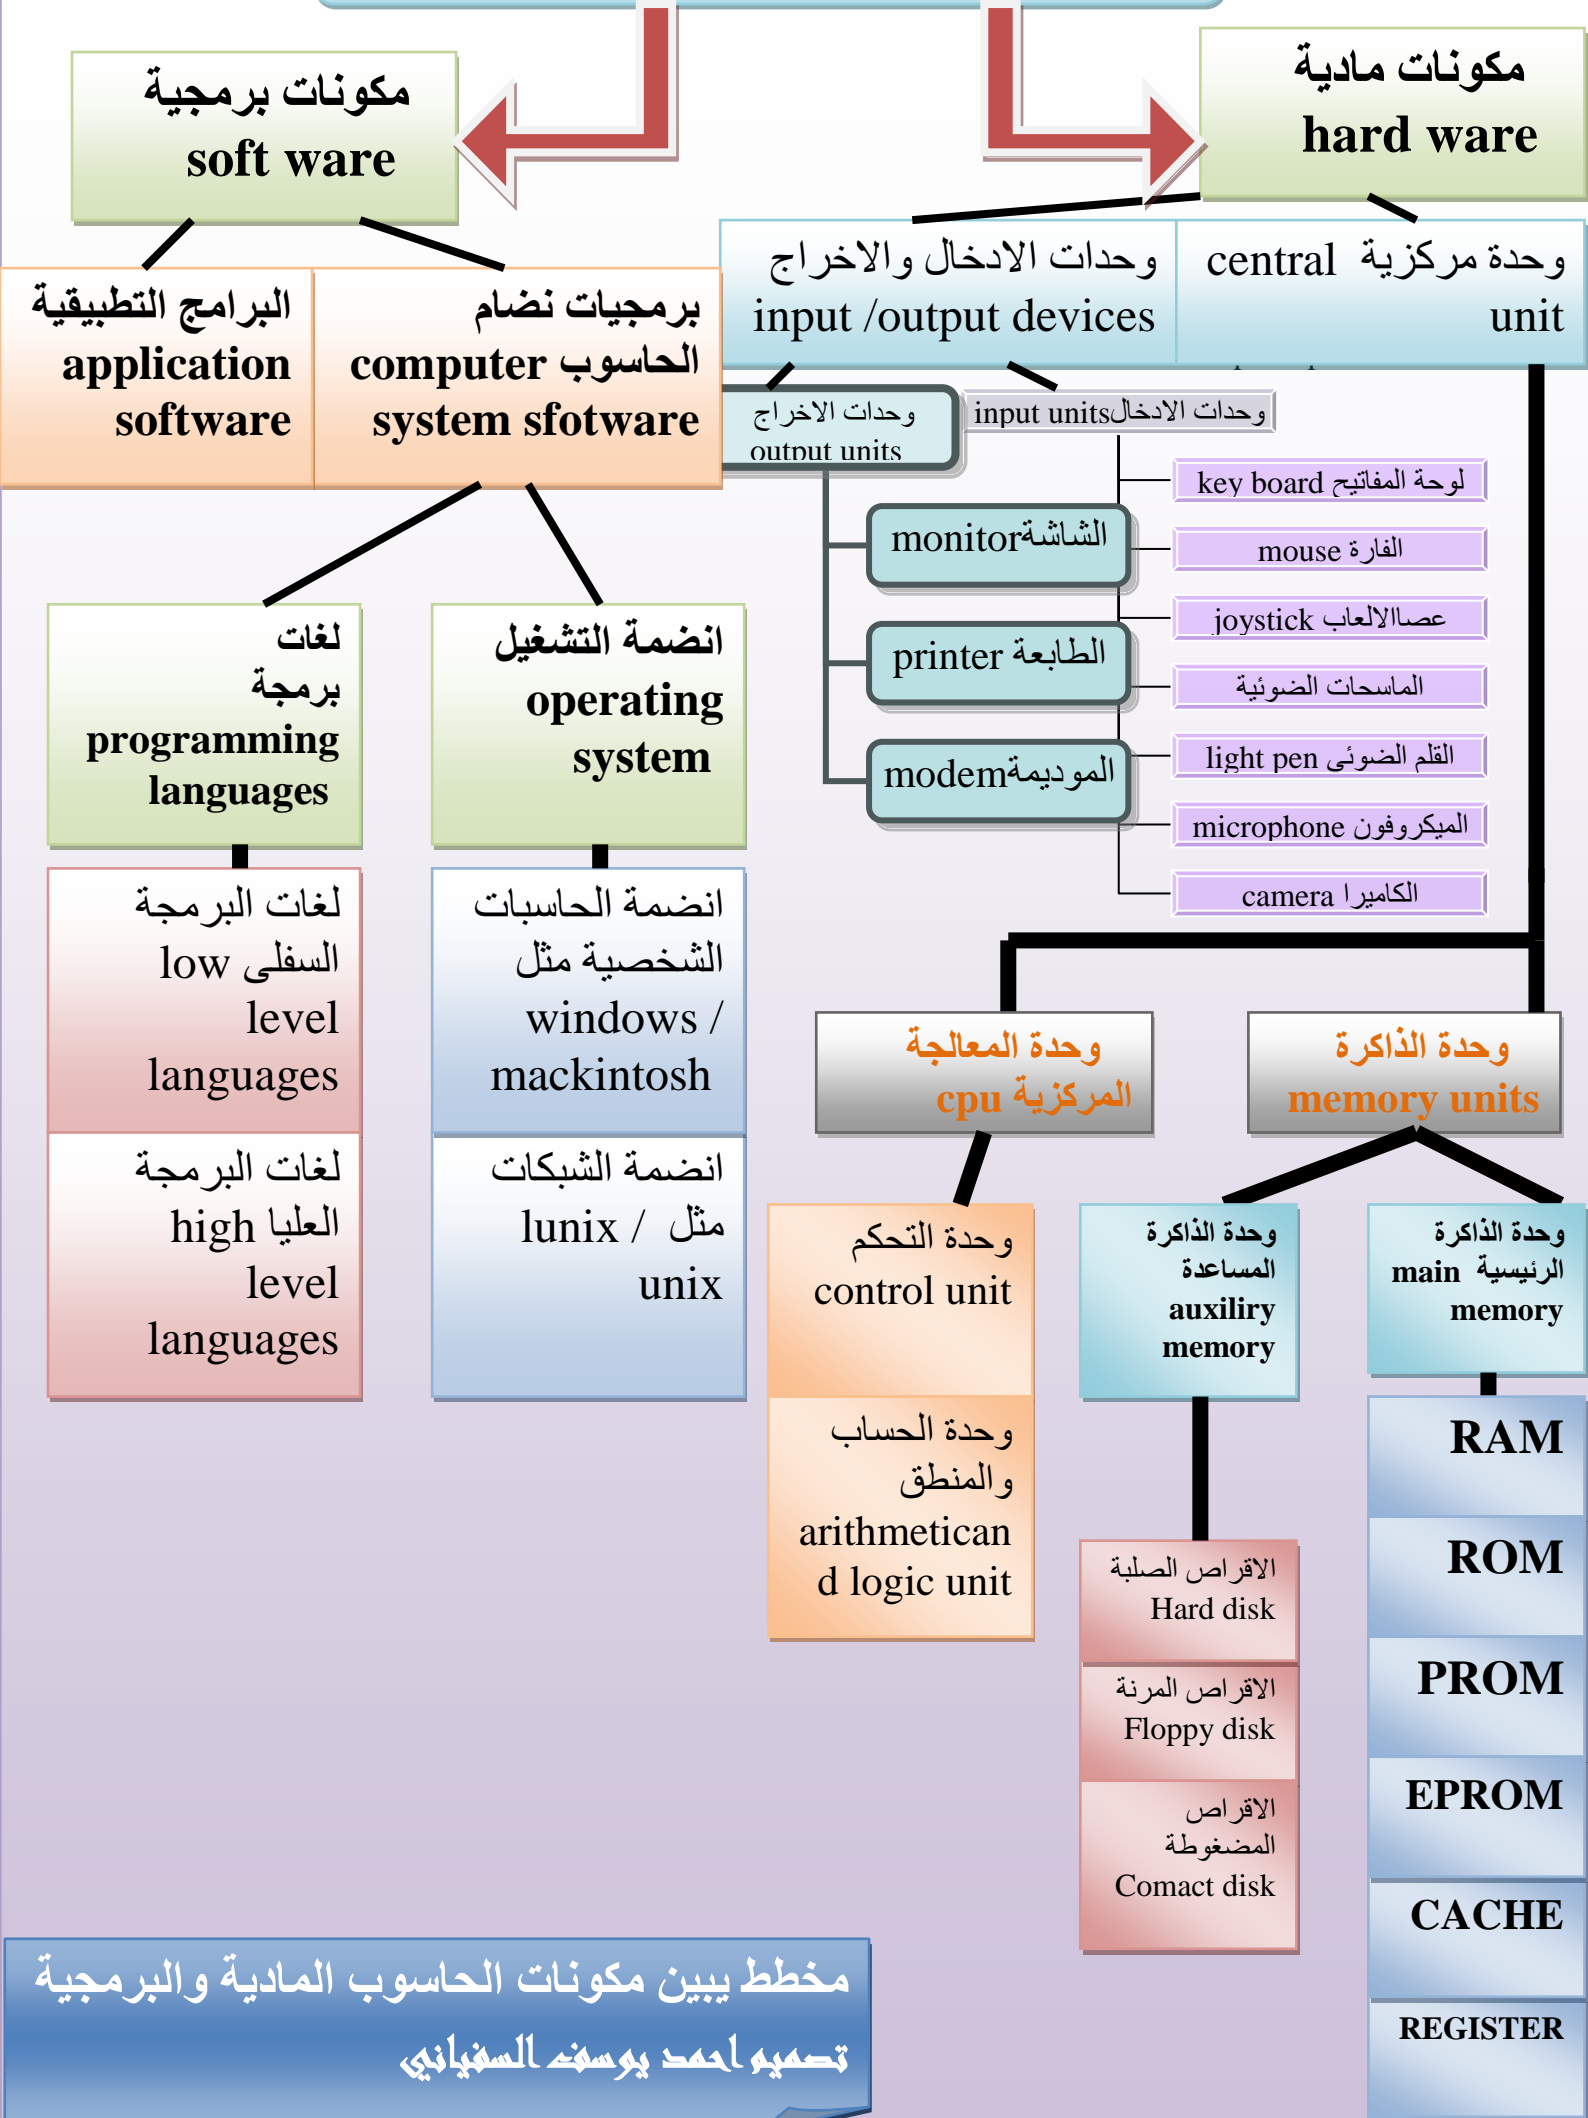 مكونات مادية
hard ware
مكونات برمجية
soft ware
وحدة مركزية central
unit
وحدات الادخال والاخراج
input /output devices
برمجيات نضام
الحاسوب computer
system sfotware
البرامج التطبيقية
application
software
وحدات الادخالinput units
وحدات الاخراج
output units
لوحة المفاتيح key board
الفارة mouse
عصاالالعاب joystick
الماسحات الضوئية
القلم الضوئى light pen
الميكروفون microphone
الكاميرا camera
الشاشةmonitor
الطابعة printer
الموديمةmodem
انضمة التشغيل
operating
system
لغات
برمجة
programming
languages
انضمة الحاسبات
الشخصية مثل
windows /
mackintosh
انضمة الشبكات
مثل lunix /
unix
لغات البرمجة
السفلى low
level
languages
لغات البرمجة
العليا high
level
languages
وحدة الذاكرة
memory units
وحدة المعالجة
المركزية cpu
وحدة الذاكرة
الرئيسية main
memory
وحدة الذاكرة
المساعدة
auxiliry
memory
وحدة التحكم
control unit
وحدة الحساب
والمنطق
arithmetican
d logic unit
RAM
ROM
PROM
EPROM
CACHE
REGISTER
الاقراص الصلبة
Hard disk
الاقراص المرنة
Floppy disk
الاقراص
المضغوطة
Comact disk
مخطط يبين مكونات الحاسوب المادية والبرمجية
تصميم احمد يوسف السفياني